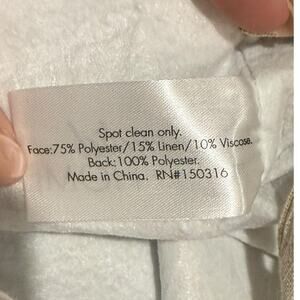 Spot clean only.
Face:75% Polyester/15% Linen/10% Viscose.
Back:100% Polyester.
Made in China. RN#150316